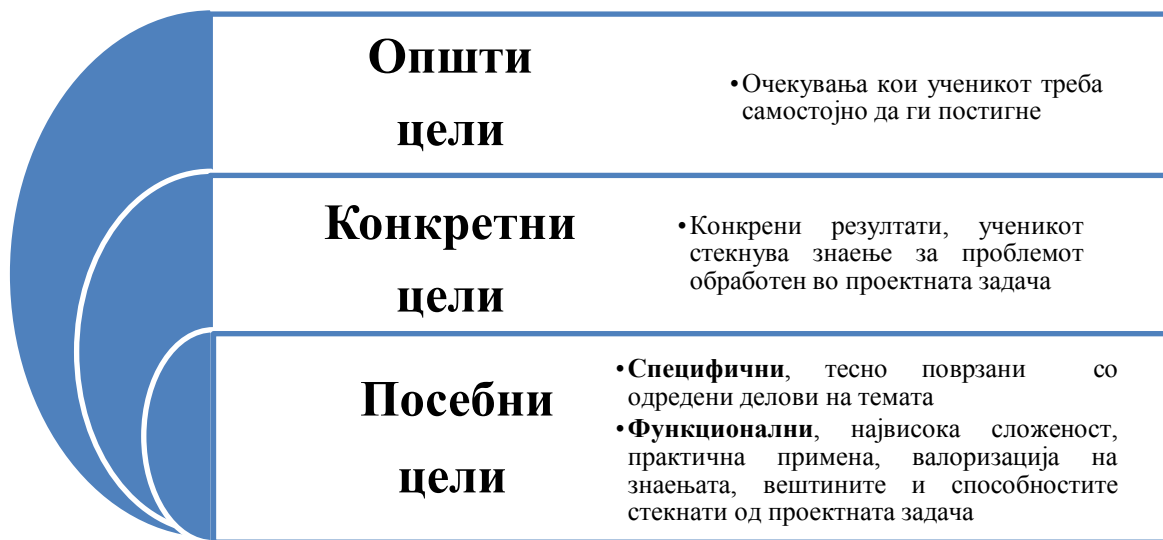 Општи
цели
•Очекувања кои ученикот треба
самостојно да ги постигне
Конкретни
цели
•Конкрени резултати, ученикот
стекнува знаење за проблемот
обработен во проектната задача
Посебни
цели
•Специфични, тесно поврзани со
одредени делови на темата
•Функционални, највисока сложеност,
практична примена, валоризација на
знаењата, вештините и способностите
стекнати од проектната задача